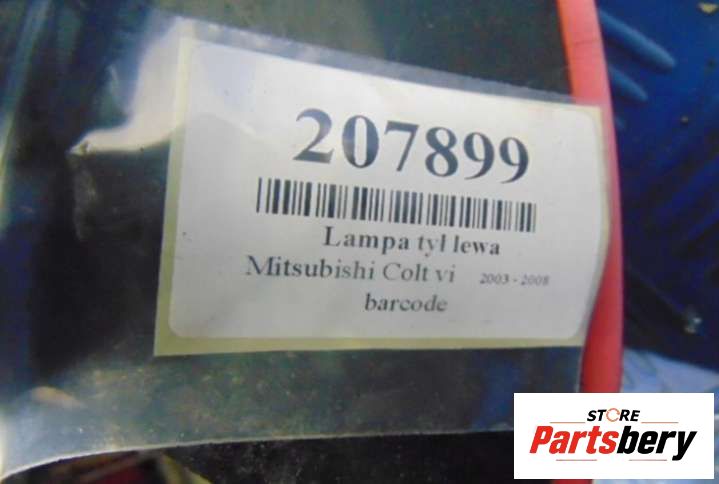 207899
Lampa tył lewa
Mitsubishi Colt vi 2003 - 2008
barcode
STORE
Partsbery